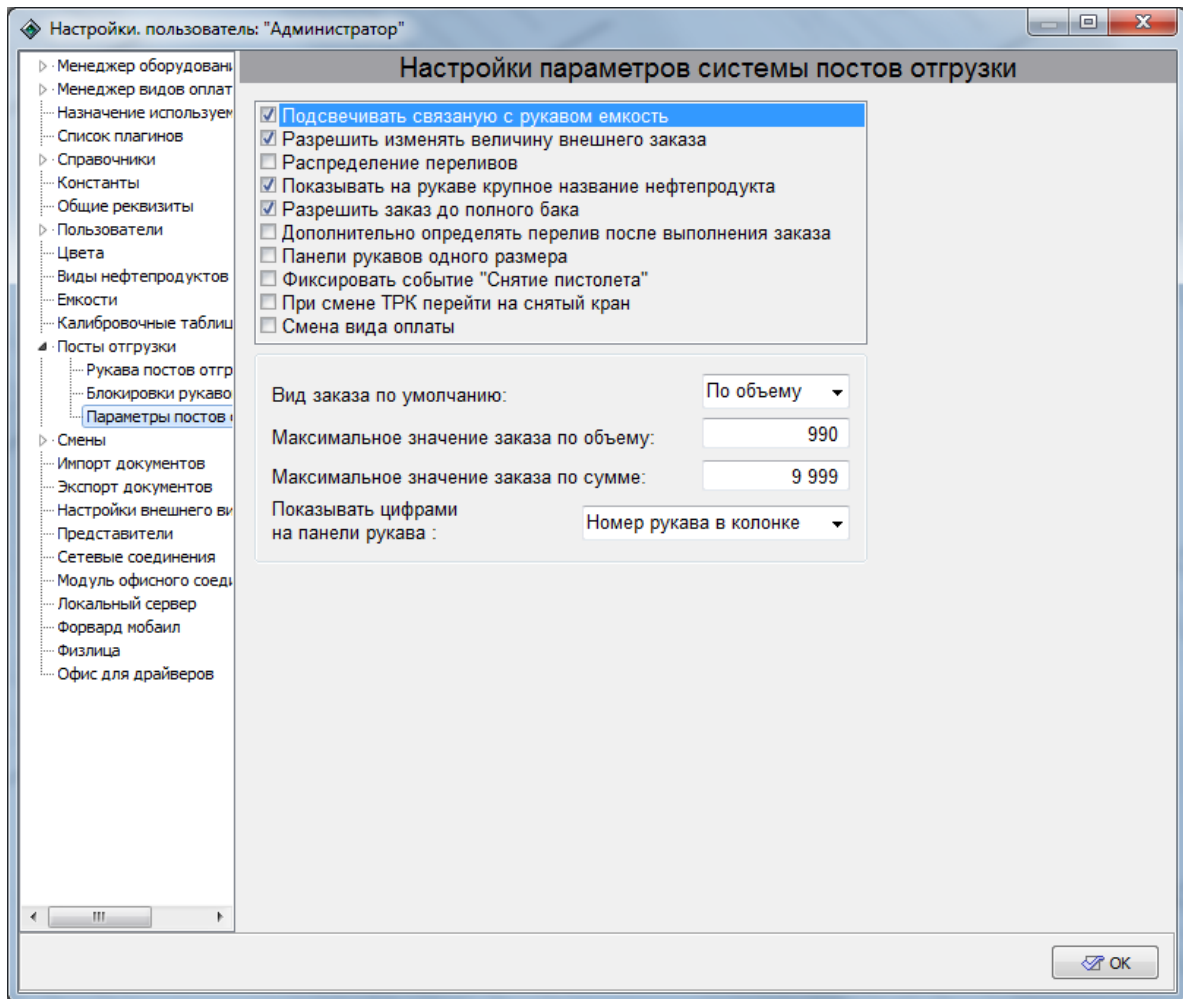 Настройки. пользователь: "Администратор"
Менеджер оборудовани
Менеджер видов оплат
Назначение используем
Список плагинов
Справочники
Константы
Общие реквизиты
Пользователи
Цвета
Виды нефтепродуктов
Емкости
Калибровочные таблиц
Посты отгрузки
Рукава постов отгр
Блокировки рукаво
Параметры постов о
Смены
Импорт документов
Экспорт документов
Настройки внешнего ви
Представители
Сетевые соединения
Модуль офисного соеди
Локальный сервер
Форвард мобаил
Физлица
Офис для драйверов
Настройки параметров системы постов отгрузки
Подсвечивать связаную с рукавом емкость
Разрешить изменять величину внешнего заказа
Распределение переливов
Показывать на рукаве крупное название нефтепродукта
Разрешить заказ до полного бака
Дополнительно определять перелив после выполнения заказа
Панели рукавов одного размера
Фиксировать событие "Снятие пистолета"
При смене ТРК перейти на снятый кран
Смена вида оплаты
Вид заказа по умолчанию: По объему
Максимальное значение заказа по объему: 990
Максимальное значение заказа по сумме: 9 999
Показывать цифрами
на панели рукава : Номер рукава в колонке
OK